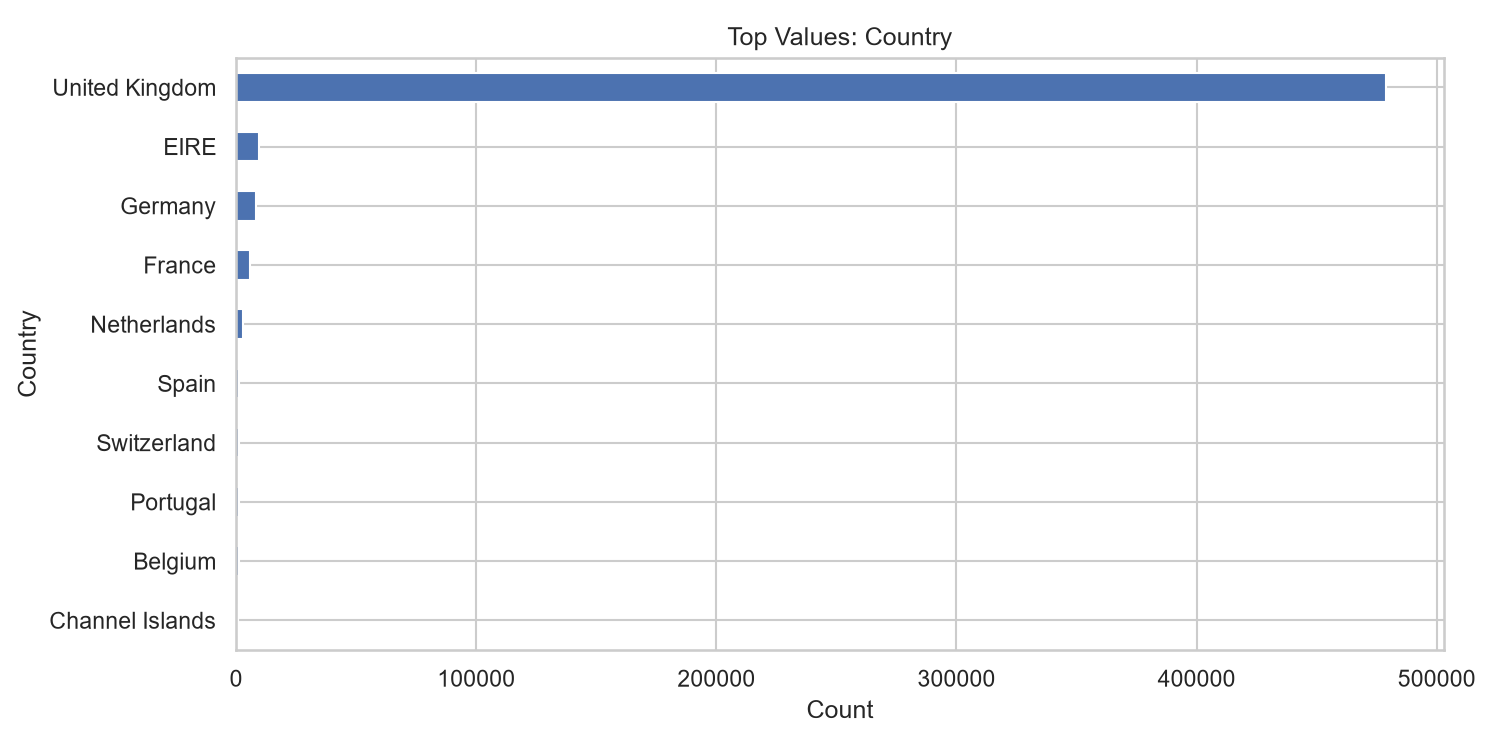 Top Values: Country
United Kingdom
EIRE
Germany
France
Netherlands
Spain
Switzerland
Portugal
Belgium
Channel Islands
Country
0 100000 200000 300000 400000 500000
Count